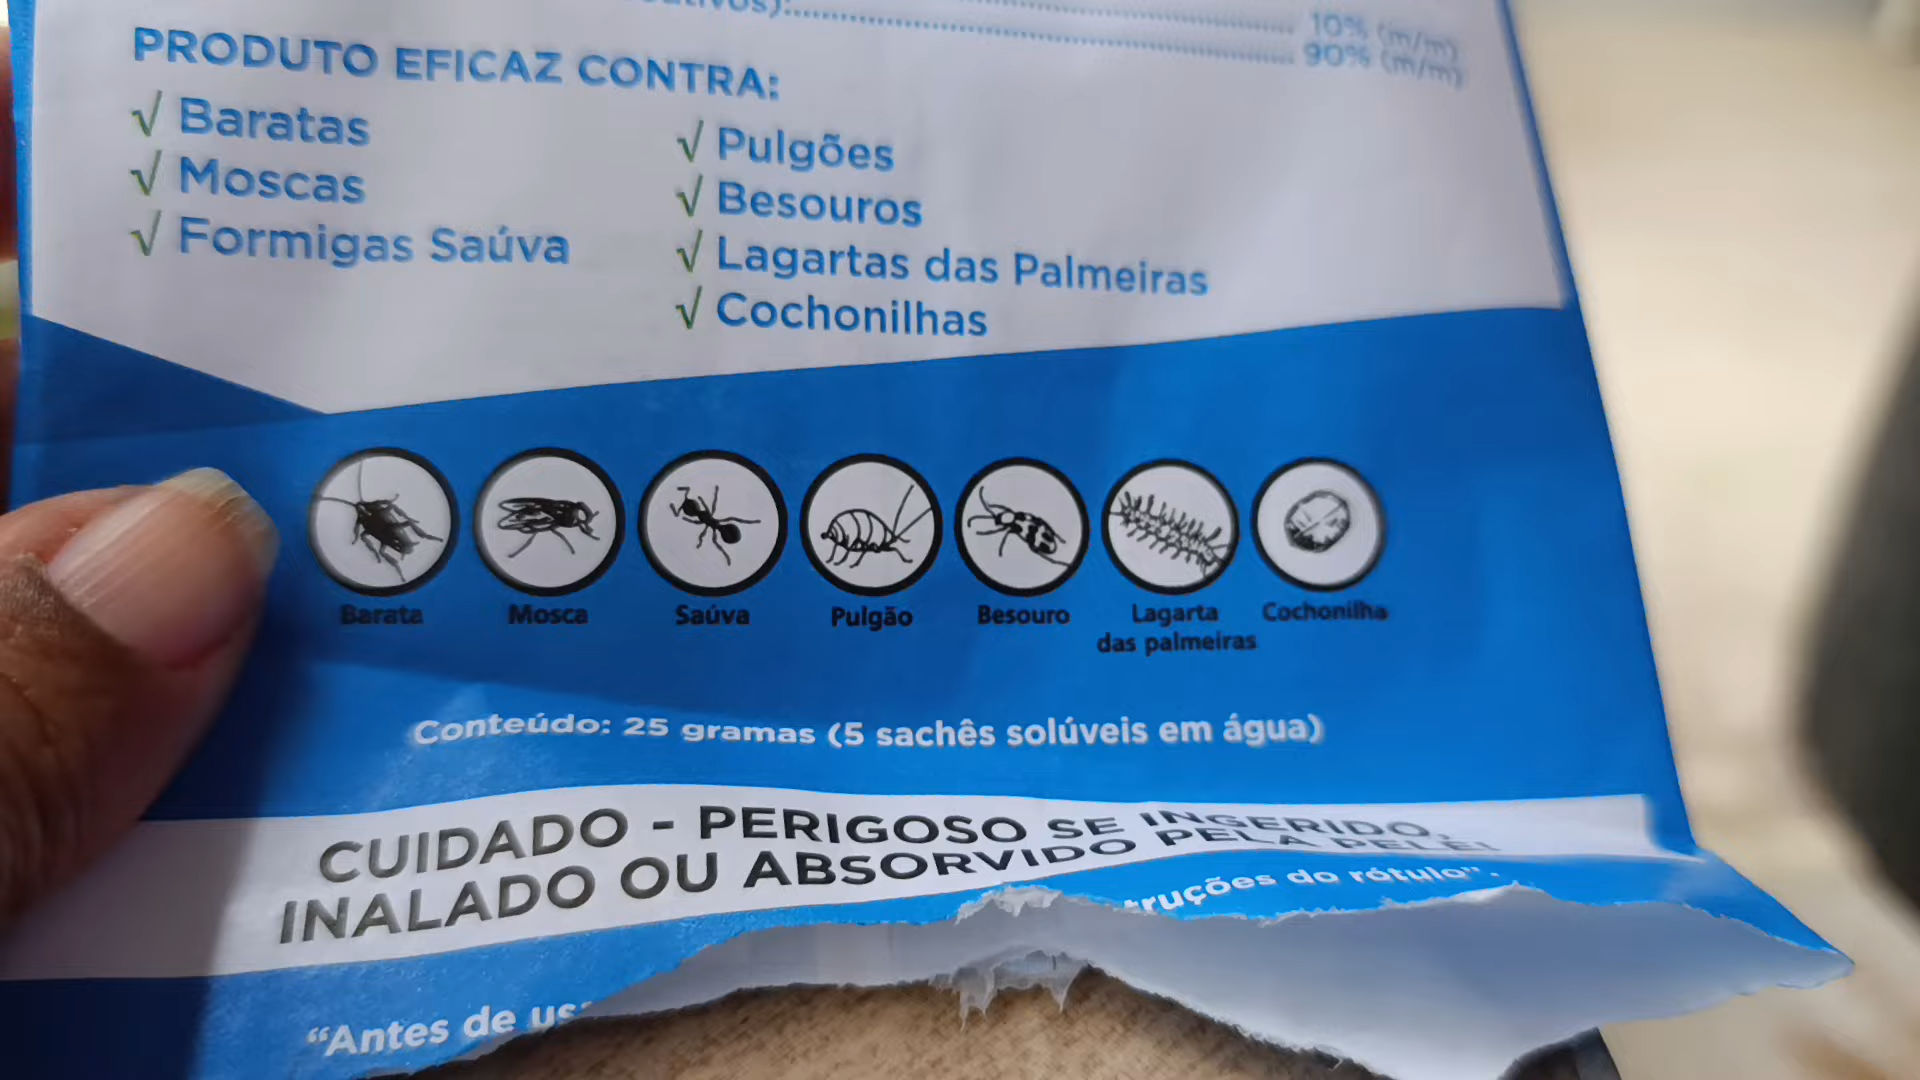 10% (m/m)
90% (m/m)
PRODUTO EFICAZ CONTRA:
√ Baratas
√ Moscas
√ Formigas Saúva
√ Pulgões
√ Besouros
√ Lagartas das Palmeiras
√ Cochonilhas
Barata
Mosca
Saúva
Pulgão
Besouro
Lagarta
das palmeiras
Cochonilha
Conteúdo: 25 gramas (5 sachês solúveis em água)
CUIDADO - PERIGOSO SE INGERIDO,
INALADO OU ABSORVIDO PELA PELE!
"Antes de
do rótulo".